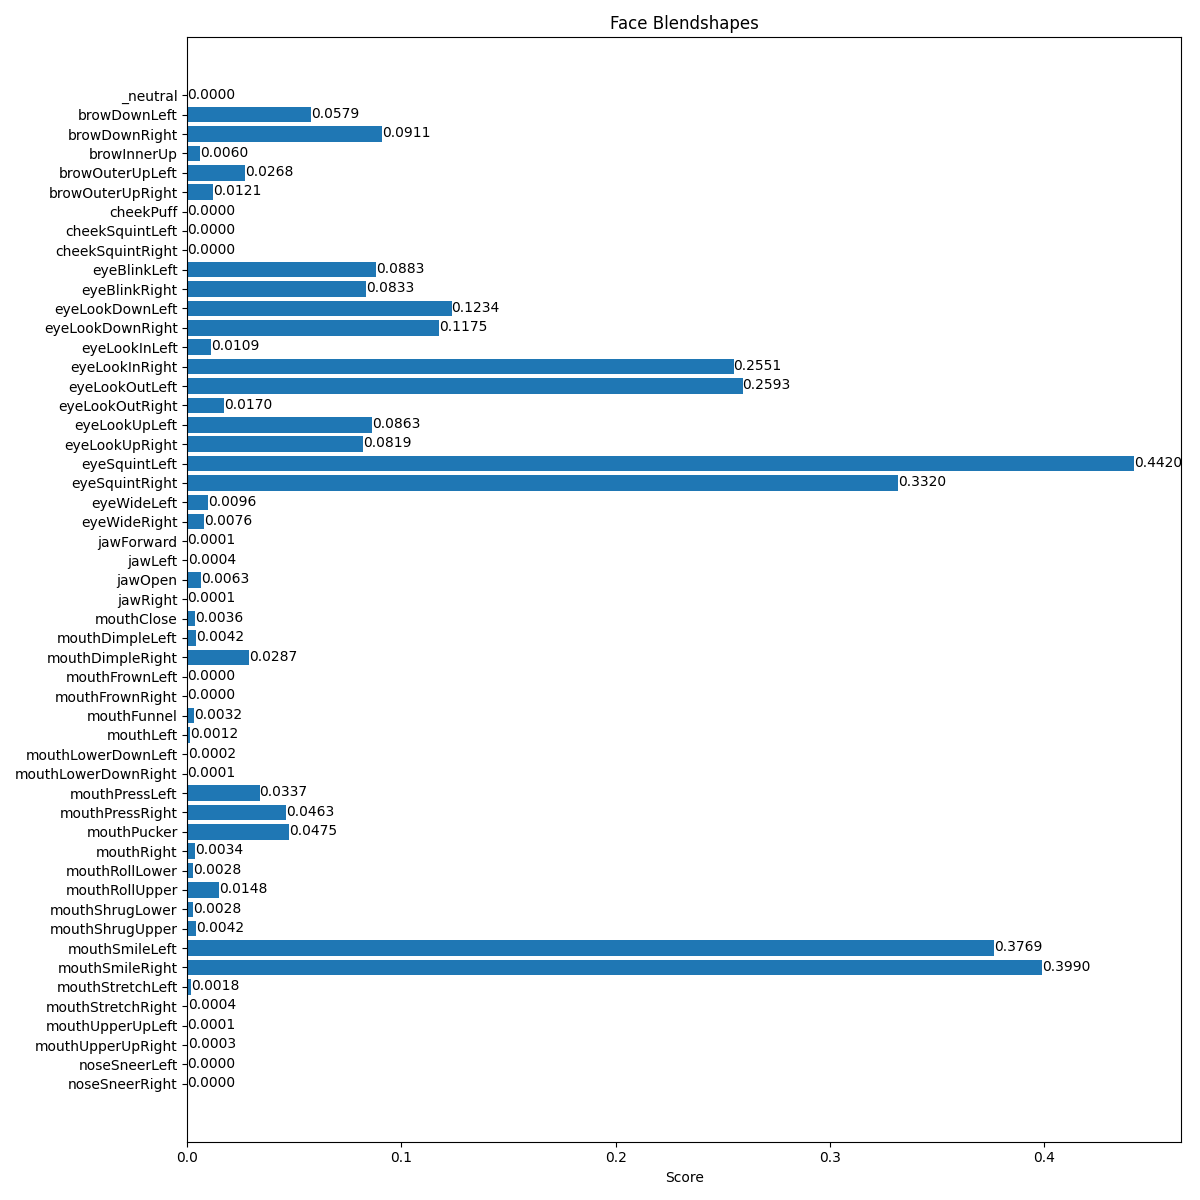 Face Blendshapes
_neutral 0.0000
browDownLeft 0.0579
browDownRight 0.0911
browInnerUp 0.0060
browOuterUpLeft 0.0268
browOuterUpRight 0.0121
cheekPuff 0.0000
cheekSquintLeft 0.0000
cheekSquintRight 0.0000
eyeBlinkLeft 0.0883
eyeBlinkRight 0.0833
eyeLookDownLeft 0.1234
eyeLookDownRight 0.1175
eyeLookInLeft 0.0109
eyeLookInRight 0.2551
eyeLookOutLeft 0.2593
eyeLookOutRight 0.0170
eyeLookUpLeft 0.0863
eyeLookUpRight 0.0819
eyeSquintLeft 0.4420
eyeSquintRight 0.3320
eyeWideLeft 0.0096
eyeWideRight 0.0076
jawForward 0.0001
jawLeft 0.0004
jawOpen 0.0063
jawRight 0.0001
mouthClose 0.0036
mouthDimpleLeft 0.0042
mouthDimpleRight 0.0287
mouthFrownLeft 0.0000
mouthFrownRight 0.0000
mouthFunnel 0.0032
mouthLeft 0.0012
mouthLowerDownLeft 0.0002
mouthLowerDownRight 0.0001
mouthPressLeft 0.0337
mouthPressRight 0.0463
mouthPucker 0.0475
mouthRight 0.0034
mouthRollLower 0.0028
mouthRollUpper 0.0148
mouthShrugLower 0.0028
mouthShrugUpper 0.0042
mouthSmileLeft 0.3769
mouthSmileRight 0.3990
mouthStretchLeft 0.0018
mouthStretchRight 0.0004
mouthUpperUpLeft 0.0001
mouthUpperUpRight 0.0003
noseSneerLeft 0.0000
noseSneerRight 0.0000
0.0 0.1 0.2 0.3 0.4
Score